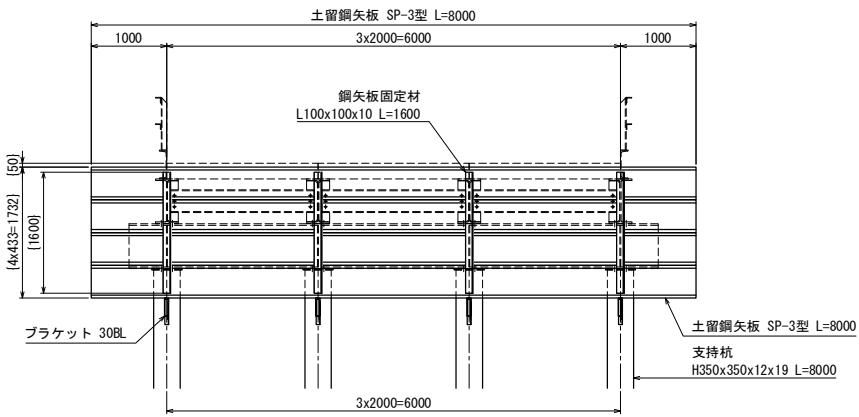 土留鋼矢板 SP-3型 L=8000
1000
3x2000=6000
1000
鋼矢板固定材
L100x100x10 L=1600
{50}
{4x433=1732}
{1600}
ブラケット 30BL
土留鋼矢板 SP-3型 L=8000
支持杭
H350x350x12x19 L=8000
3x2000=6000